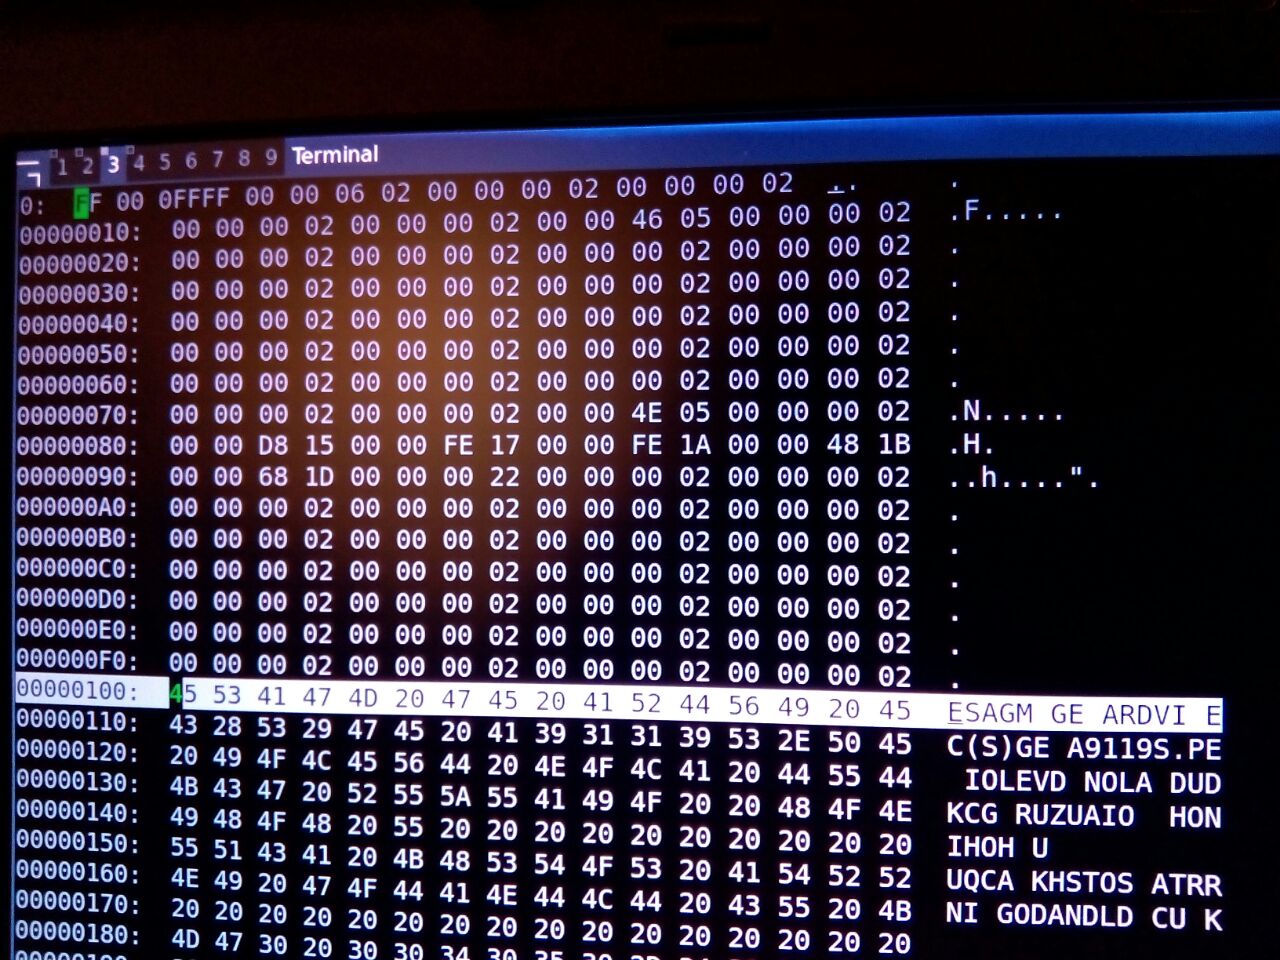 1 2 3 4 5 6 7 8 9 Terminal
0: FF 00 0FFFF 00 00 06 02 00 00 00 02 00 00 00 02 .. .
00000010: 00 00 00 02 00 00 00 02 00 00 46 05 00 00 00 02 .F.....
00000020: 00 00 00 02 00 00 00 02 00 00 00 02 00 00 00 02 .
00000030: 00 00 00 02 00 00 00 02 00 00 00 02 00 00 00 02 .
00000040: 00 00 00 02 00 00 00 02 00 00 00 02 00 00 00 02 .
00000050: 00 00 00 02 00 00 00 02 00 00 00 02 00 00 00 02 .
00000060: 00 00 00 02 00 00 00 02 00 00 00 02 00 00 00 02 .
00000070: 00 00 00 02 00 00 00 02 00 00 4E 05 00 00 00 02 .N.....
00000080: 00 00 D8 15 00 00 FE 17 00 00 FE 1A 00 00 48 1B .H.
00000090: 00 00 68 1D 00 00 00 22 00 00 00 02 00 00 00 02 ..h....".
000000A0: 00 00 00 02 00 00 00 02 00 00 00 02 00 00 00 02 .
000000B0: 00 00 00 02 00 00 00 02 00 00 00 02 00 00 00 02 .
000000C0: 00 00 00 02 00 00 00 02 00 00 00 02 00 00 00 02 .
000000D0: 00 00 00 02 00 00 00 02 00 00 00 02 00 00 00 02 .
000000E0: 00 00 00 02 00 00 00 02 00 00 00 02 00 00 00 02 .
000000F0: 00 00 00 02 00 00 00 02 00 00 00 02 00 00 00 02 .
00000100: 45 53 41 47 4D 20 47 45 20 41 52 44 56 49 20 45 ESAGM GE ARDVI E
00000110: 43 28 53 29 47 45 20 41 39 31 31 39 53 2E 50 45 C(S)GE A9119S.PE
00000120: 20 49 4F 4C 45 56 44 20 4E 4F 4C 41 20 44 55 44 IOLEVD NOLA DUD
00000130: 4B 43 47 20 52 55 5A 55 41 49 4F 20 20 48 4F 4E KCG RUZUAIO  HON
00000140: 49 48 4F 48 20 55 20 20 20 20 20 20 20 20 20 20 IHOH U
00000150: 55 51 43 41 20 4B 48 53 54 4F 53 20 41 54 52 52 UQCA KHSTOS ATRR
00000160: 4E 49 20 47 4F 44 41 4E 44 4C 44 20 43 55 20 4B NI GODANDLD CU K
00000170: 20 20 20 20 20 20 20 20 20 20 20 20 20 20 20 20
00000180: 4D 47 30 20 30 30 34 30 35